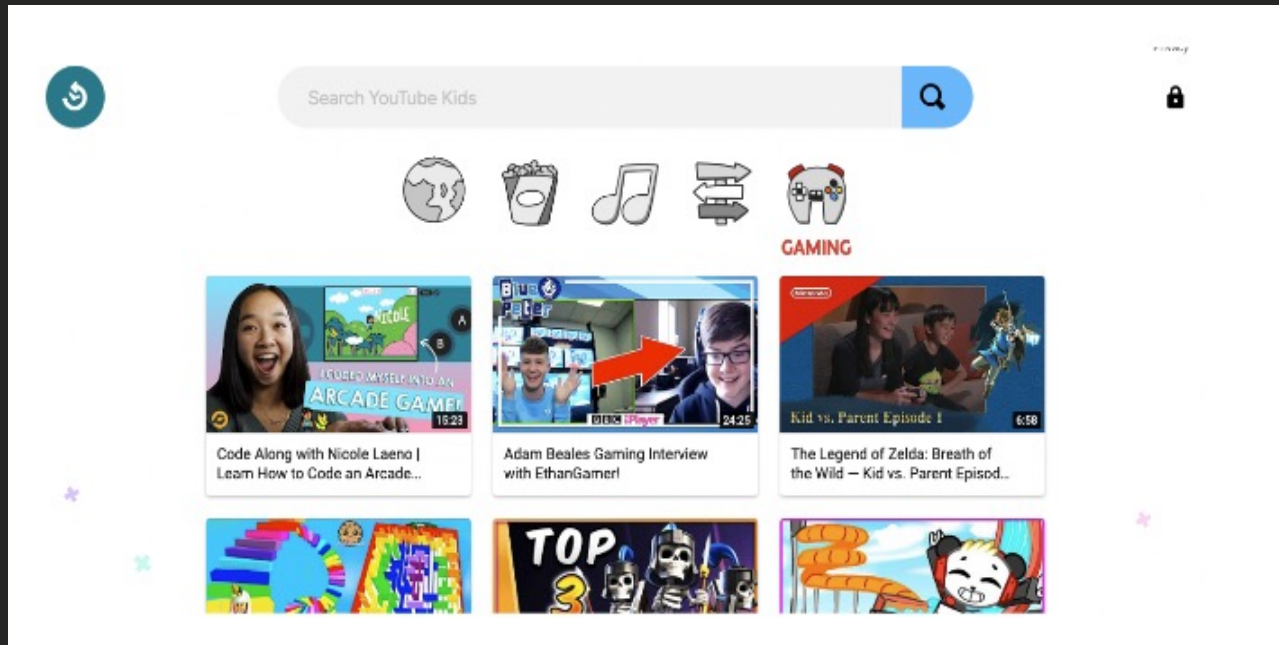 Search YouTube Kids
GAMING
NICOLE
A
B
I CODED MYSELF INTO AN
ARCADE GAME!
15:23
Blue
Peter
BBC iPlayer
24:25
Nintendo
Kid vs. Parent Episode 1
6:58
Code Along with Nicole Laeno |
Learn How to Code an Arcade...
Adam Beales Gaming Interview
with EthanGamer!
The Legend of Zelda: Breath of
the Wild — Kid vs. Parent Episod...
TOP
3